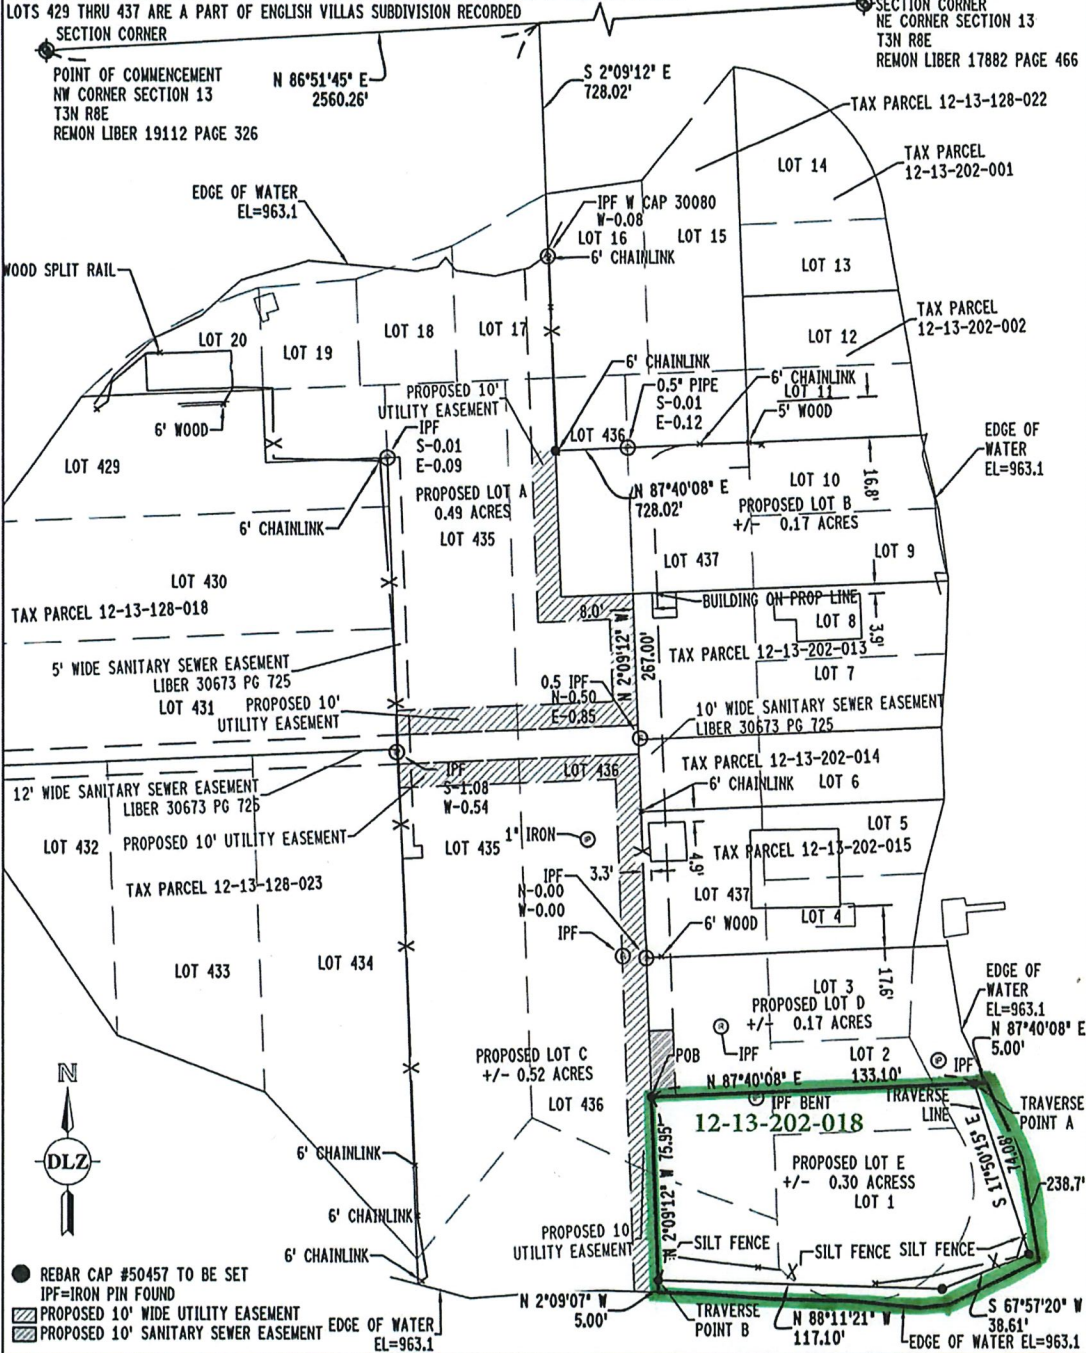 LOTS 429 THRU 437 ARE A PART OF ENGLISH VILLAS SUBDIVISION RECORDED
SECTION CORNER
POINT OF COMMENCEMENT
NW CORNER SECTION 13
T3N R8E
REMON LIBER 19112 PAGE 326
N 86°51'45" E
2560.26'
S 2°09'12" E
728.02'
SECTION CORNER
NE CORNER SECTION 13
T3N R8E
REMON LIBER 17882 PAGE 466
TAX PARCEL 12-13-128-022
LOT 14
TAX PARCEL
12-13-202-001
EDGE OF WATER
EL=963.1
IPF W CAP 30080
W-0.08
LOT 16
6' CHAINLINK
LOT 15
LOT 13
WOOD SPLIT RAIL
LOT 20
LOT 19
LOT 18
LOT 17
LOT 12
TAX PARCEL
12-13-202-002
6' CHAINLINK
0.5" PIPE
S-0.01
E-0.12
6' CHAINLINK
LOT 11
5' WOOD
PROPOSED 10'
UTILITY EASEMENT
6' WOOD
IPF
S-0.01
E-0.09
LOT 436
EDGE OF
WATER
EL=963.1
LOT 429
N 87°40'08" E
728.02'
16.8'
LOT 10
PROPOSED LOT B
+/- 0.17 ACRES
PROPOSED LOT A
0.49 ACRES
6' CHAINLINK
LOT 435
LOT 9
LOT 437
LOT 430
TAX PARCEL 12-13-128-018
BUILDING ON PROP LINE
8.0'
LOT 8
3.9'
N 2°09'12" W
267.00'
TAX PARCEL 12-13-202-013
LOT 7
5' WIDE SANITARY SEWER EASEMENT
LIBER 30673 PG 725
LOT 431
PROPOSED 10'
UTILITY EASEMENT
0.5 IPF
N-0.50
E-0.85
10' WIDE SANITARY SEWER EASEMENT
LIBER 30673 PG 725
TAX PARCEL 12-13-202-014
6' CHAINLINK
LOT 6
12' WIDE SANITARY SEWER EASEMENT
LIBER 30673 PG 725
IPF
S-1.08
W-0.54
LOT 436
PROPOSED 10' UTILITY EASEMENT
LOT 432
LOT 435
1" IRON
LOT 5
4.9'
TAX PARCEL 12-13-202-015
TAX PARCEL 12-13-128-023
3.3'
IPF
N-0.00
W-0.00
LOT 437
LOT 4
6' WOOD
IPF
LOT 433
LOT 434
17.6'
LOT 3
PROPOSED LOT D
+/- 0.17 ACRES
EDGE OF
WATER
EL=963.1
N 87°40'08" E
5.00'
N
DLZ
PROPOSED LOT C
+/- 0.52 ACRES
LOT 436
POB
IPF
LOT 2
IPF
N 87°40'08" E
133.10'
IPF BENT
TRAVERSE
LINE
TRAVERSE
POINT A
12-13-202-018
N 2°09'12" W 75.95'
S 17°50'15" E
74.08'
238.7'
PROPOSED LOT E
+/- 0.30 ACRESS
LOT 1
6' CHAINLINK
6' CHAINLINK
6' CHAINLINK
PROPOSED 10
UTILITY EASEMENT
SILT FENCE
SILT FENCE
SILT FENCE
REBAR CAP #50457 TO BE SET
IPF=IRON PIN FOUND
PROPOSED 10' WIDE UTILITY EASEMENT
PROPOSED 10' SANITARY SEWER EASEMENT
EDGE OF WATER
EL=963.1
N 2°09'07" W
5.00'
TRAVERSE
POINT B
N 88°11'21" W
117.10'
S 67°57'20" W
38.61'
EDGE OF WATER EL=963.1